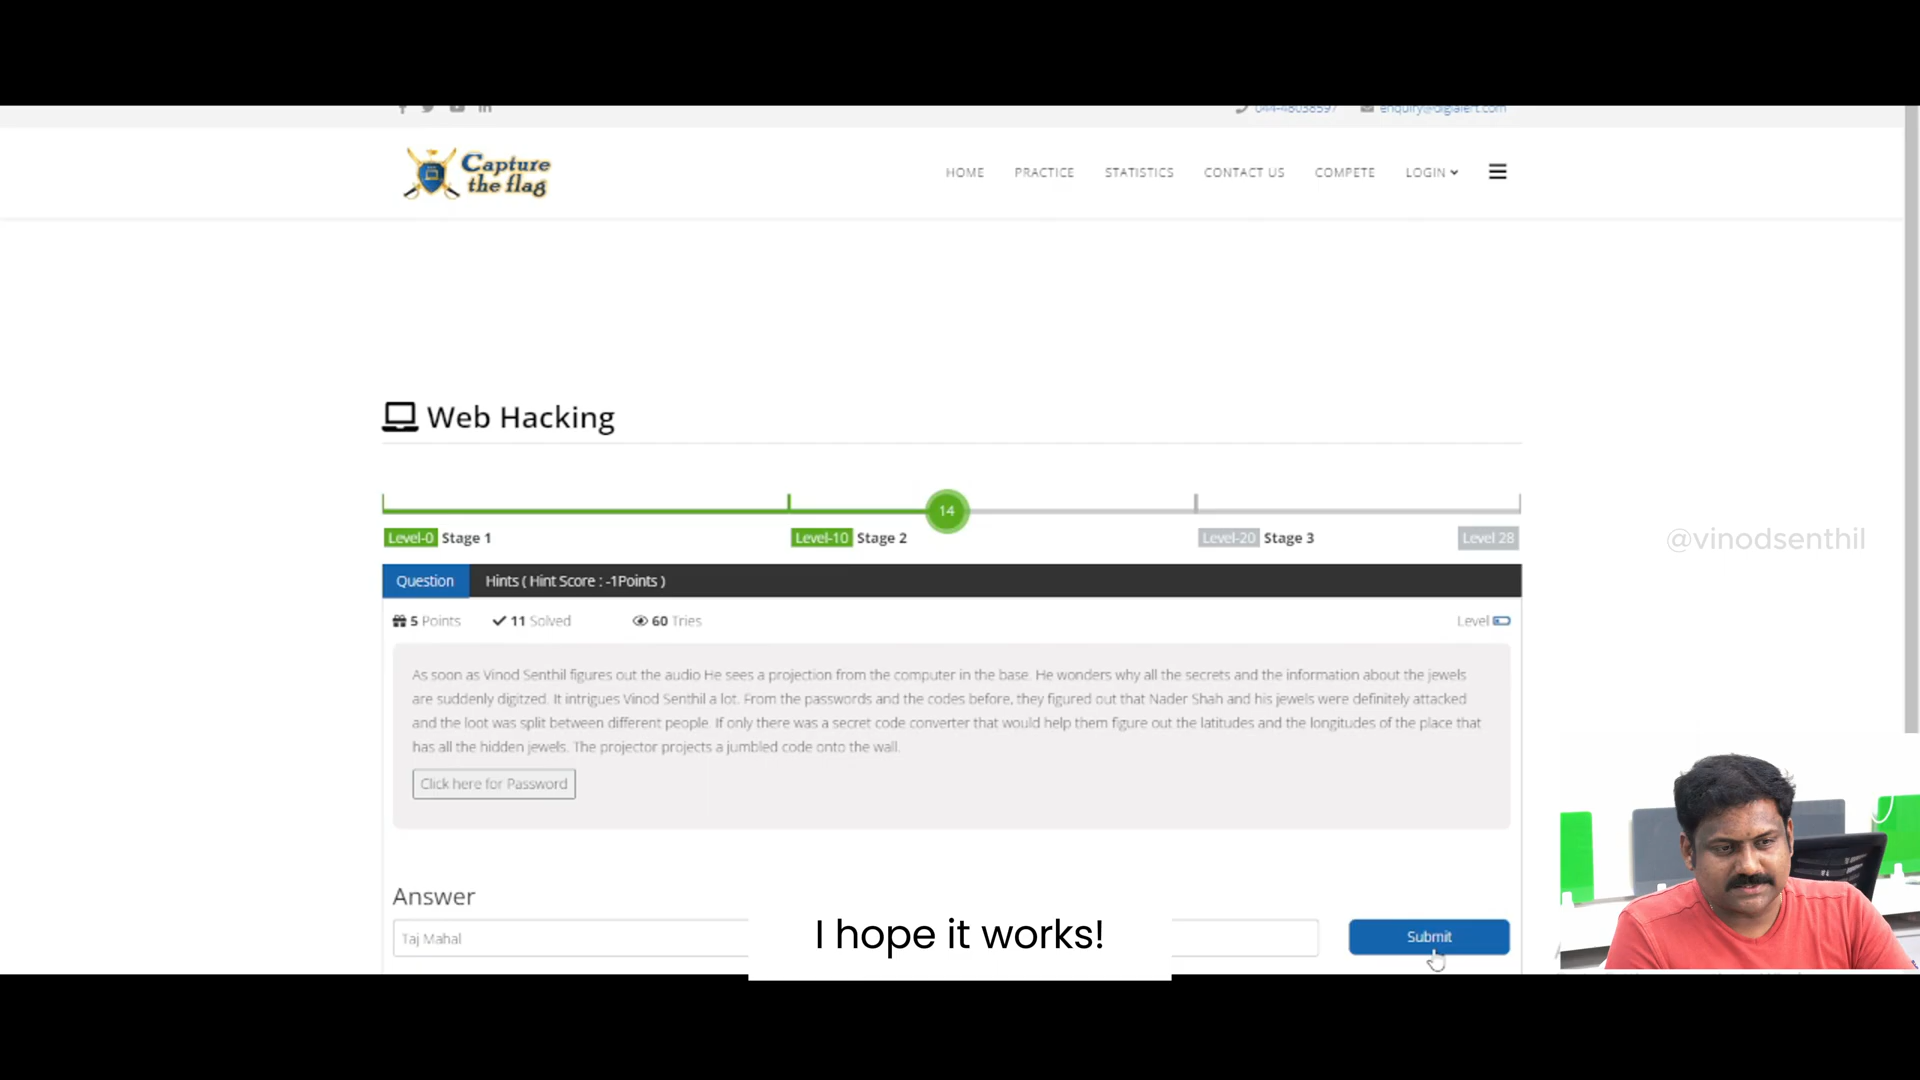 044-48038597 enquiry@digialert.com
Capture
the flag
HOME PRACTICE STATISTICS CONTACT US COMPETE LOGIN
Web Hacking
14
Level-0 Stage 1 Level-10 Stage 2 Level-20 Stage 3 Level 28
@vinodsenthil
Question Hints ( Hint Score : -1Points )
5 Points 11 Solved 60 Tries Level
As soon as Vinod Senthil figures out the audio He sees a projection from the computer in the base. He wonders why all the secrets and the information about the jewels
are suddenly digitzed. It intrigues Vinod Senthil a lot. From the passwords and the codes before, they figured out that Nader Shah and his jewels were definitely attacked
and the loot was split between different people. If only there was a secret code converter that would help them figure out the latitudes and the longitudes of the place that
has all the hidden jewels. The projector projects a jumbled code onto the wall.
Click here for Password
Answer
Taj Mahal
I hope it works!
Submit